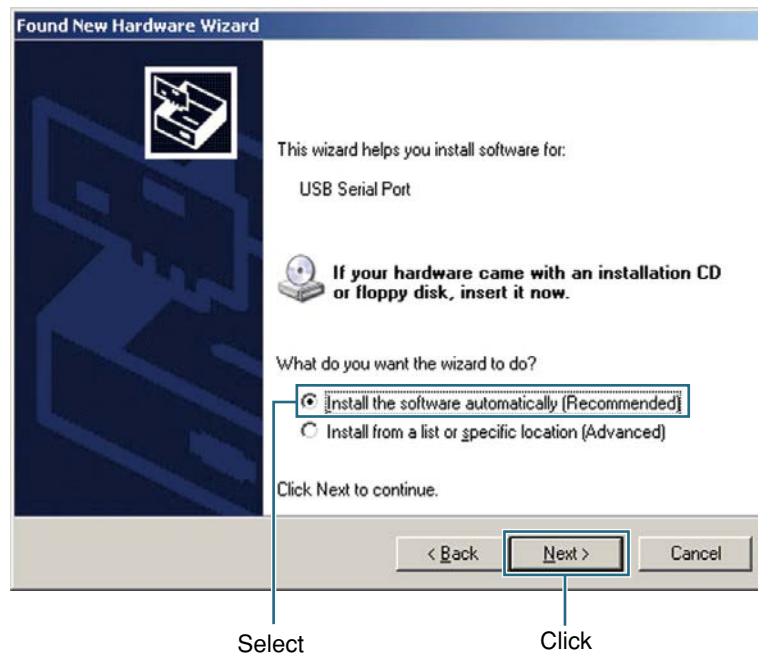 Found New Hardware Wizard
This wizard helps you install software for:
USB Serial Port
If your hardware came with an installation CD
or floppy disk, insert it now.
What do you want the wizard to do?
Install the software automatically (Recommended)
Install from a list or specific location (Advanced)
Click Next to continue.
< Back Next > Cancel
Select Click